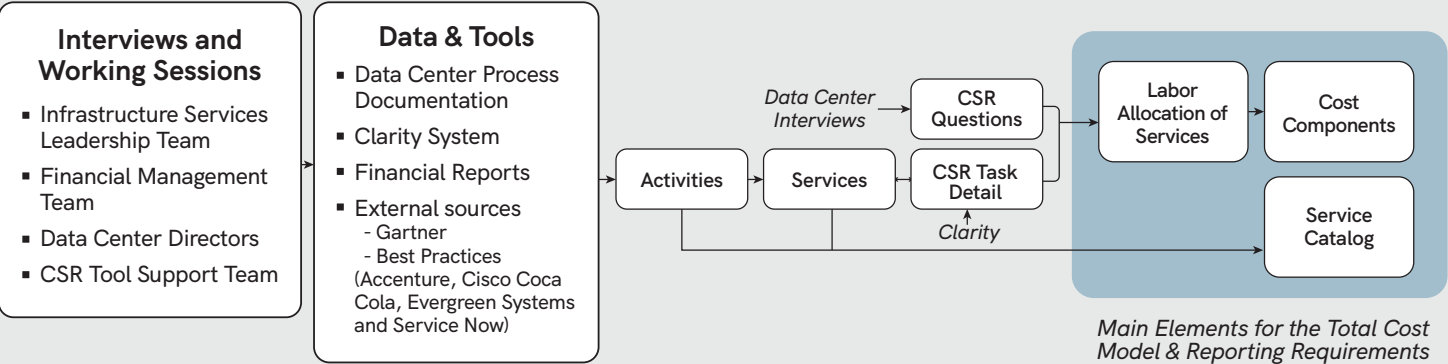 Interviews and
Working Sessions
▪ Infrastructure Services
Leadership Team
▪ Financial Management
Team
▪ Data Center Directors
▪ CSR Tool Support Team
Data & Tools
▪ Data Center Process
Documentation
▪ Clarity System
▪ Financial Reports
▪ External sources
- Gartner
- Best Practices
(Accenture, Cisco Coca
Cola, Evergreen Systems
and Service Now)
Activities
Services
Data Center
Interviews
CSR
Questions
CSR Task
Detail
Clarity
Labor
Allocation of
Services
Cost
Components
Service
Catalog
Main Elements for the Total Cost
Model & Reporting Requirements